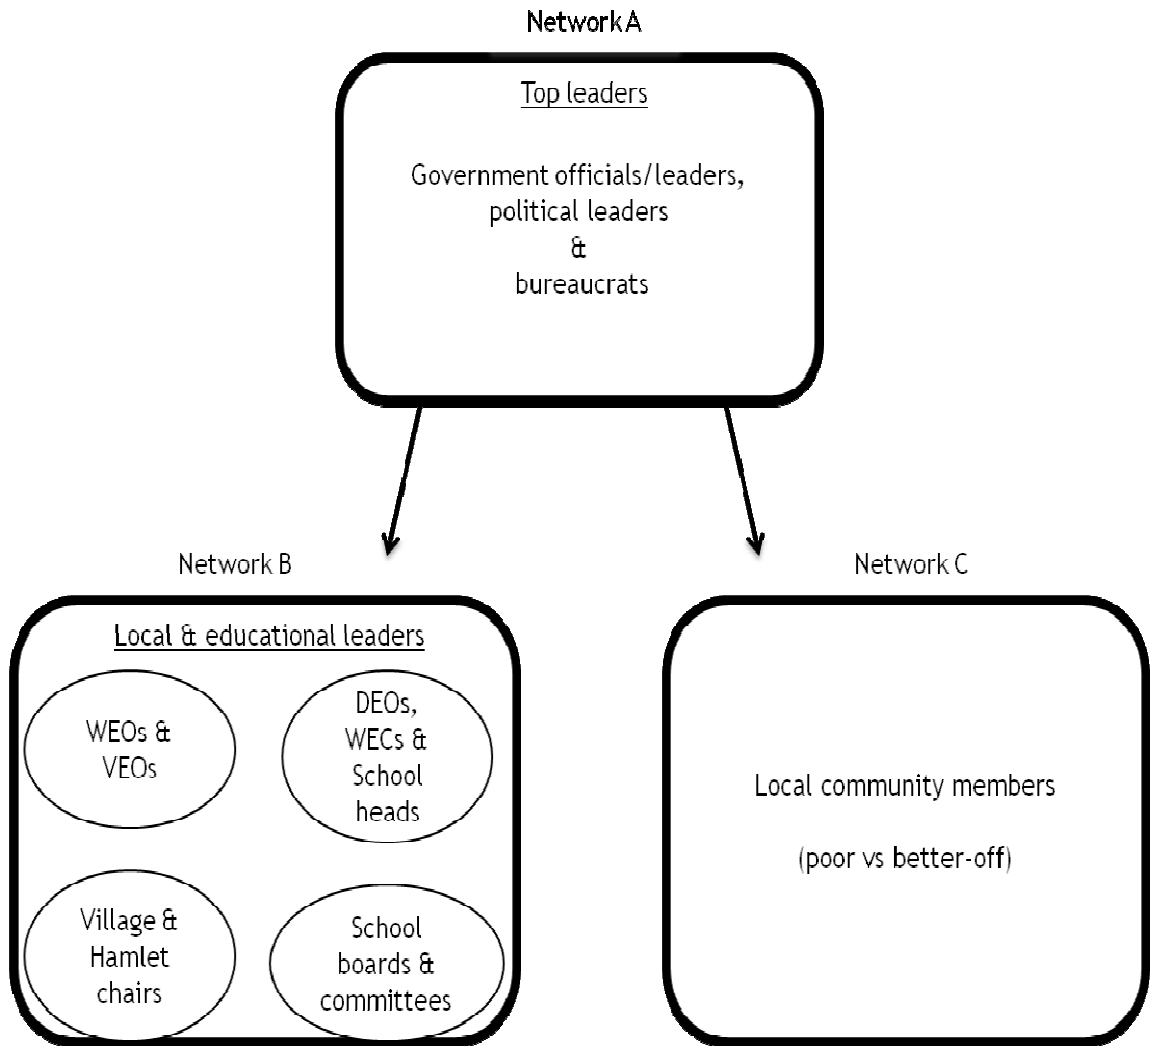 Network A
Top leaders
Government officials/leaders,
political leaders
&
bureaucrats
Network B
Local & educational leaders
WEOs &
VEOs
DEOs,
WECs &
School
heads
Village &
Hamlet
chairs
School
boards &
committees
Network C
Local community members
(poor vs better-off)